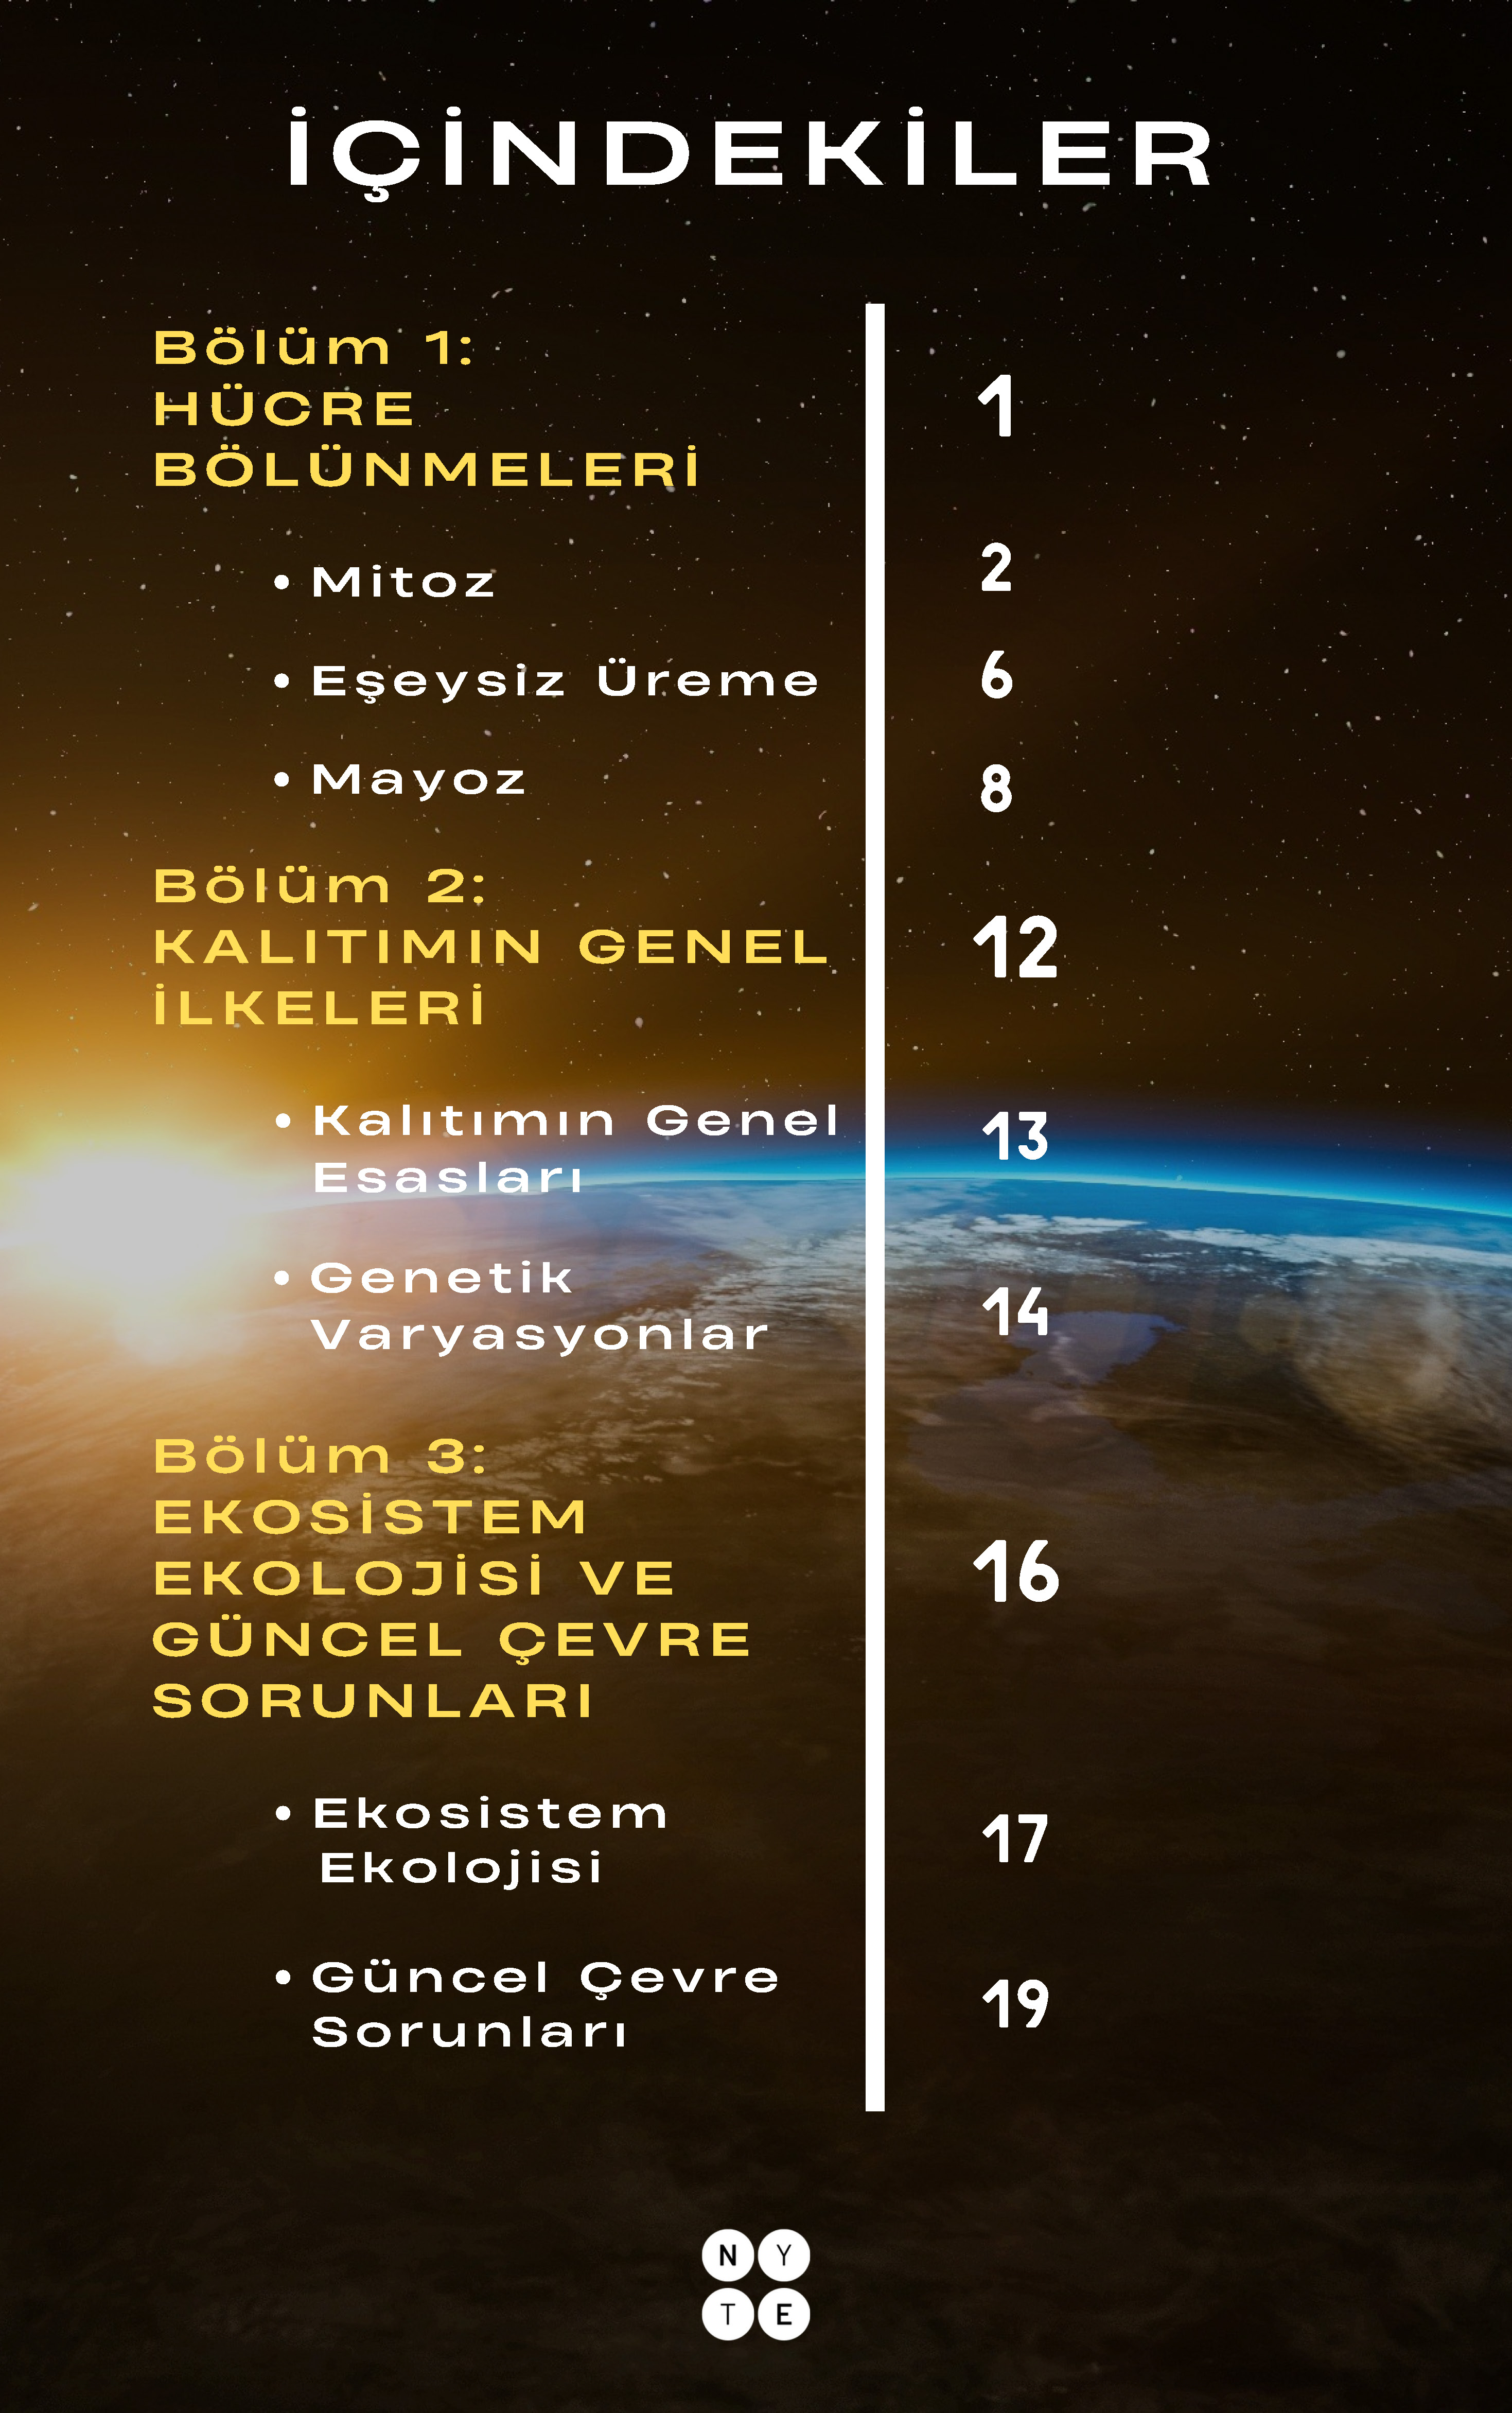 İÇİNDEKİLER
Bölüm 1:
HÜCRE
BÖLÜNMELERİ
1
• Mitoz
2
• Eşeysiz Üreme
6
• Mayoz
8
Bölüm 2:
KALITIMIN GENEL
İLKELERİ
12
• Kalıtımın Genel
Esasları
13
• Genetik
Varyasyonlar
14
Bölüm 3:
EKOSİSTEM
EKOLOJİSİ VE
GÜNCEL ÇEVRE
SORUNLARI
16
• Ekosistem
Ekolojisi
17
• Güncel Çevre
Sorunları
19
N Y
T E